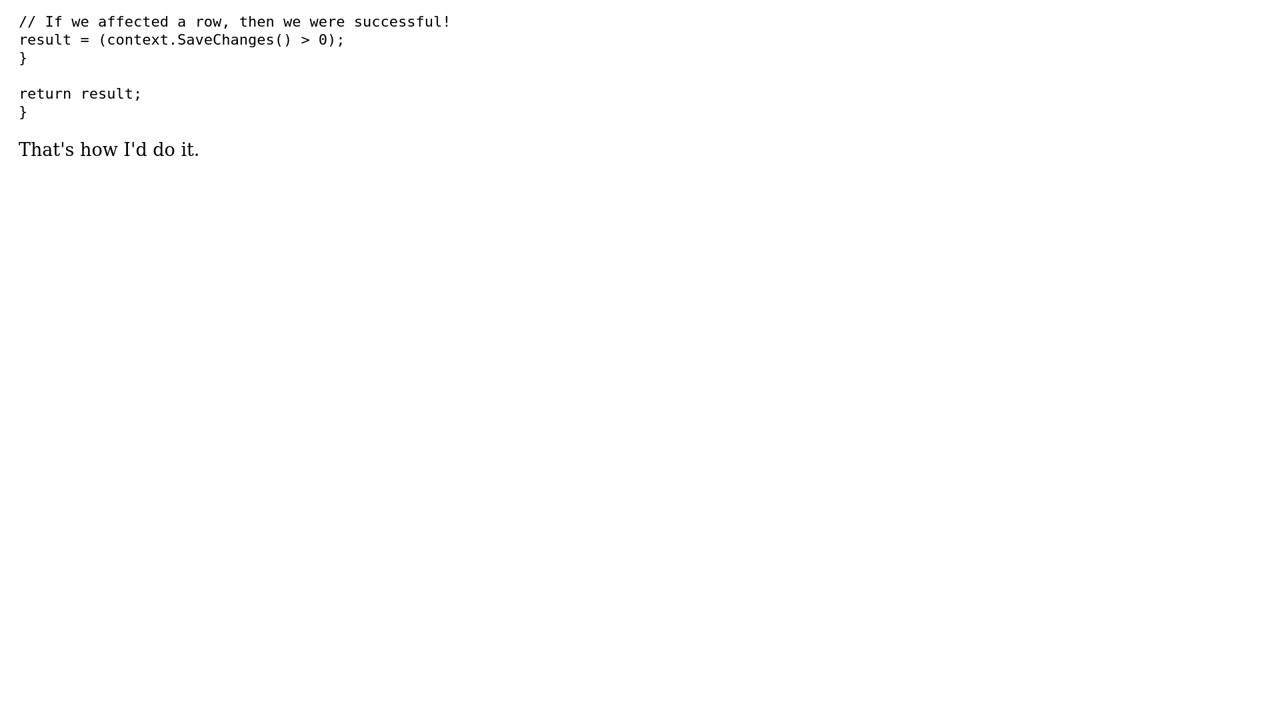 // If we affected a row, then we were successful!
result = (context.SaveChanges() > 0);
}
return result;
}
That's how I'd do it.